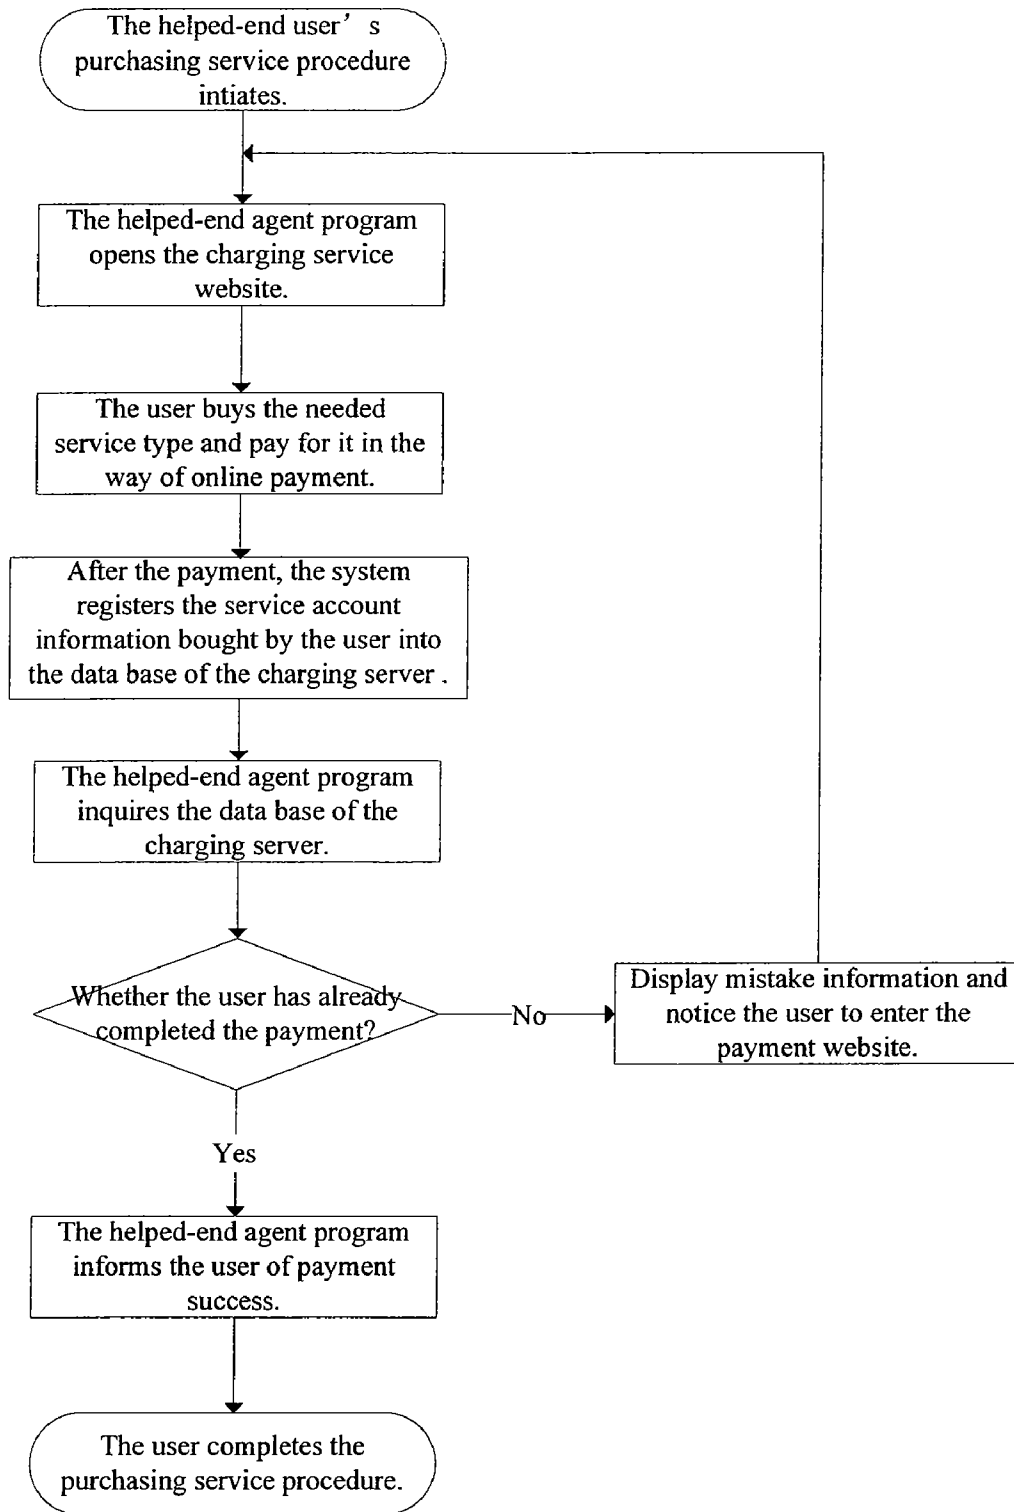 The helped-end user’ s
purchasing service procedure
intiates.
The helped-end agent program
opens the charging service
website.
The user buys the needed
service type and pay for it in the
way of online payment.
After the payment, the system
registers the service account
information bought by the user into
the data base of the charging server .
The helped-end agent program
inquires the data base of the
charging server.
Whether the user has already
completed the payment?
No
Display mistake information and
notice the user to enter the
payment website.
Yes
The helped-end agent program
informs the user of payment
success.
The user completes the
purchasing service procedure.